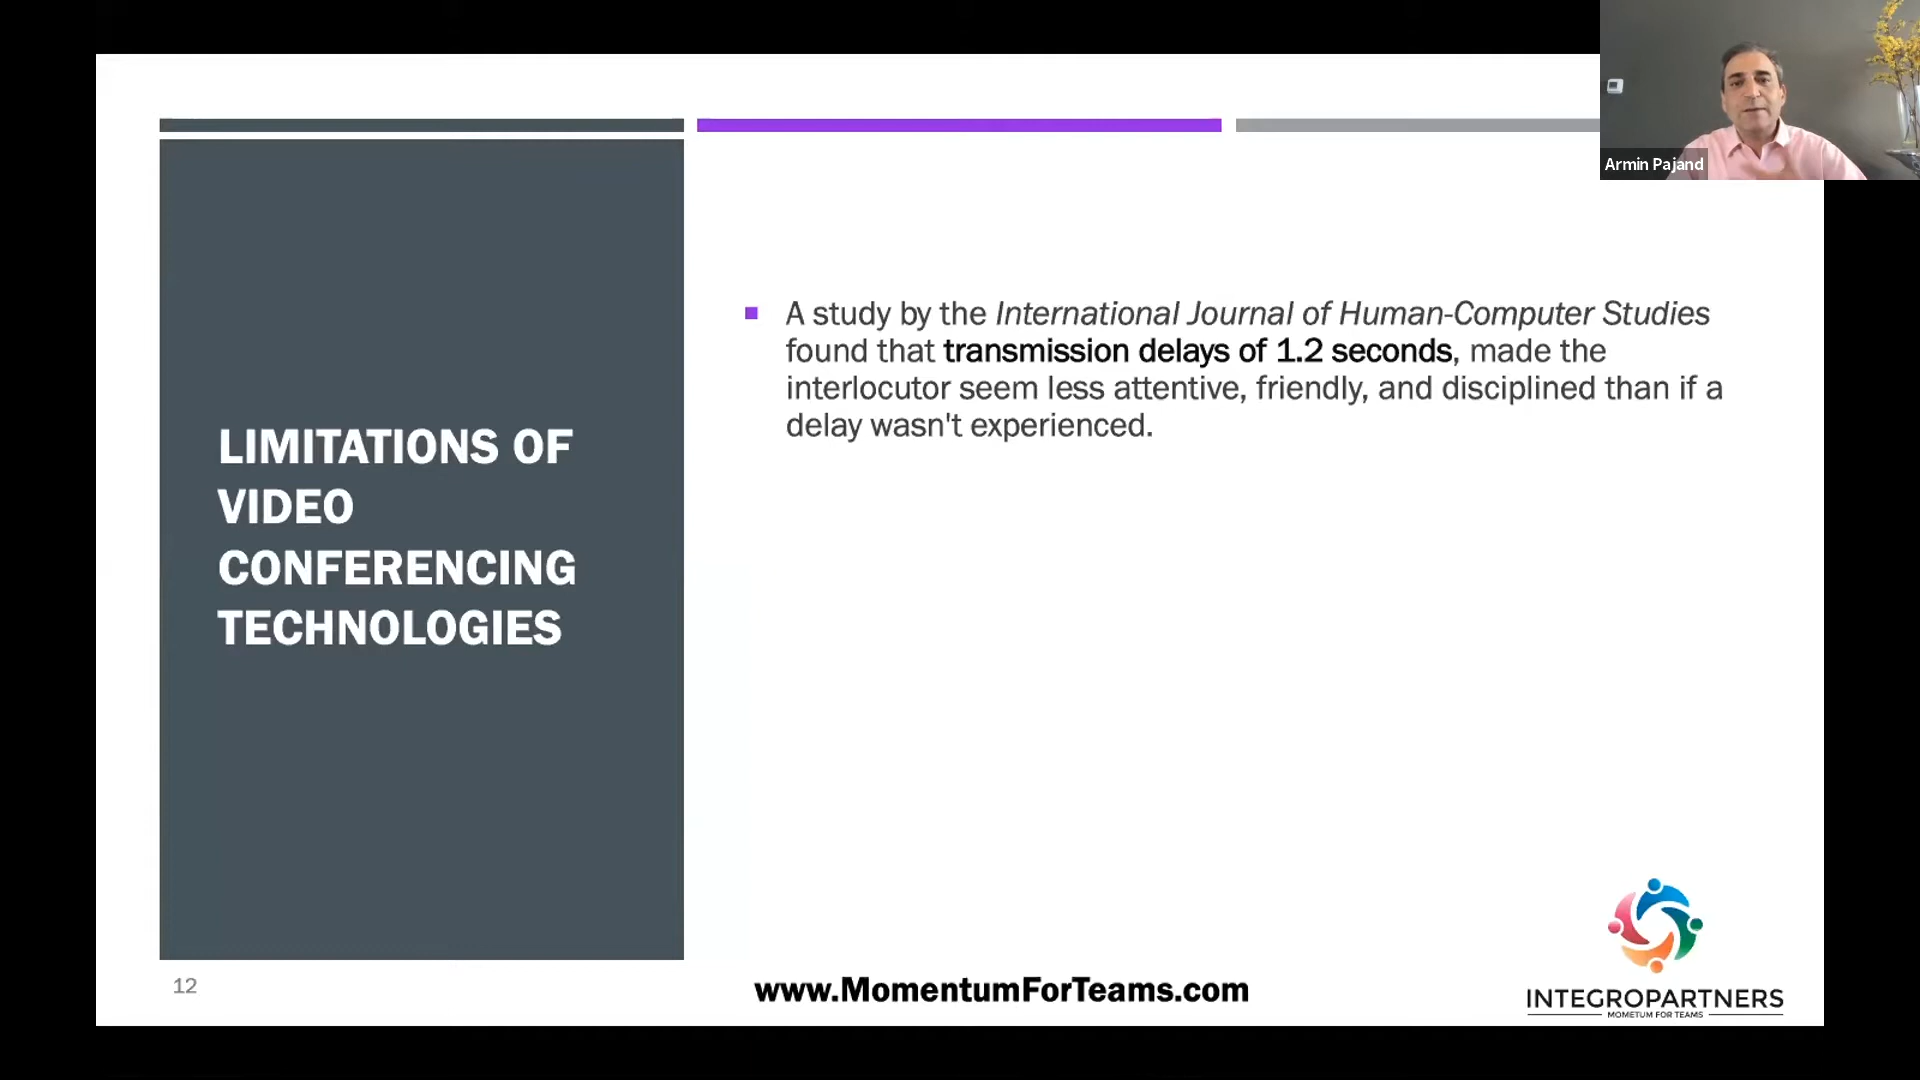 Armin Pajand
LIMITATIONS OF
VIDEO
CONFERENCING
TECHNOLOGIES
A study by the International Journal of Human-Computer Studies
found that transmission delays of 1.2 seconds, made the
interlocutor seem less attentive, friendly, and disciplined than if a
delay wasn't experienced.
12
www.MomentumForTeams.com
INTEGROPARTNERS
MOMETUM FOR TEAMS